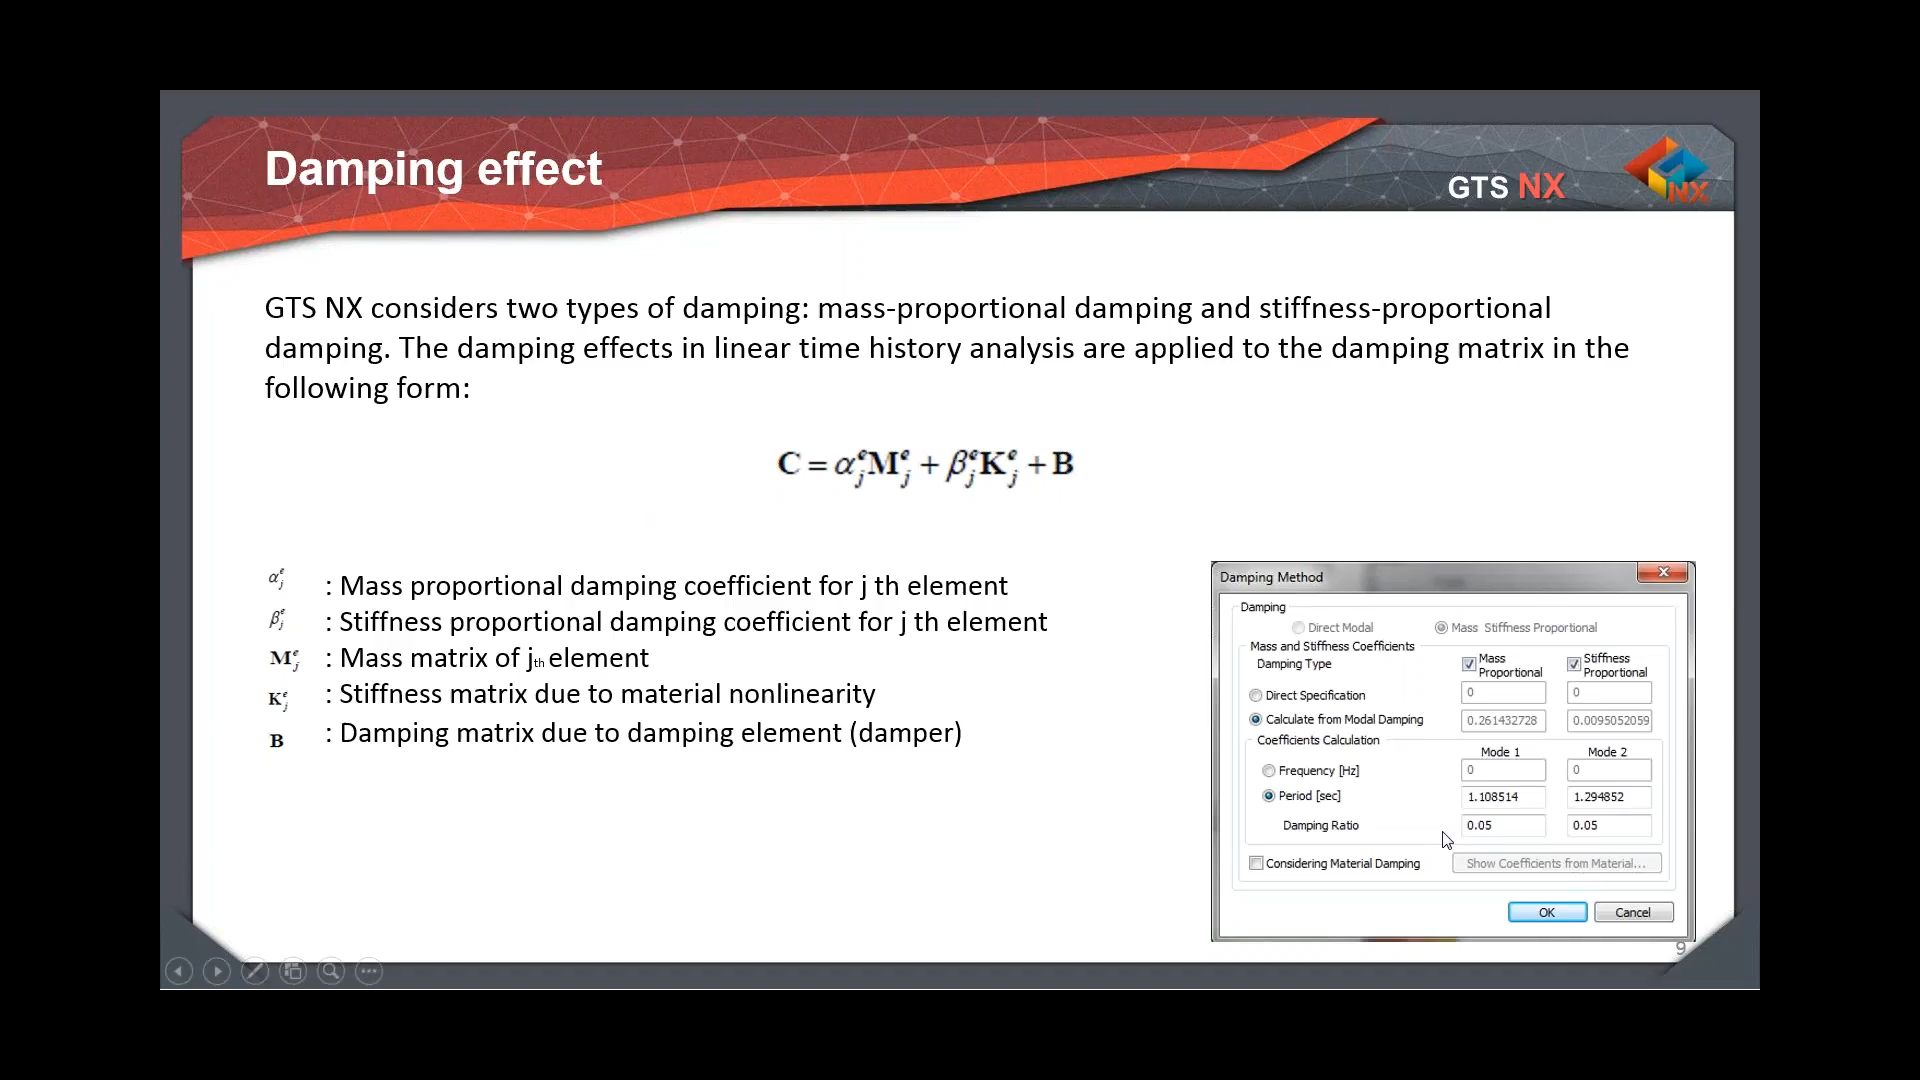 Damping effect
GTS NX
NX
GTS NX considers two types of damping: mass-proportional damping and stiffness-proportional
damping. The damping effects in linear time history analysis are applied to the damping matrix in the
following form:
C = αⱼᵉMⱼᵉ + βⱼᵉKⱼᵉ + B
αⱼᵉ : Mass proportional damping coefficient for j th element
βⱼᵉ : Stiffness proportional damping coefficient for j th element
Mⱼᵉ : Mass matrix of jth element
Kⱼᵉ : Stiffness matrix due to material nonlinearity
B : Damping matrix due to damping element (damper)
Damping Method
Damping
Direct Modal Mass Stiffness Proportional
Mass and Stiffness Coefficients
Damping Type Mass Proportional Stiffness Proportional
Direct Specification 0 0
Calculate from Modal Damping 0.261432728 0.0095052059
Coefficients Calculation
Mode 1 Mode 2
Frequency [Hz] 0 0
Period [sec] 1.108514 1.294852
Damping Ratio 0.05 0.05
Considering Material Damping Show Coefficients from Material...
OK Cancel
9